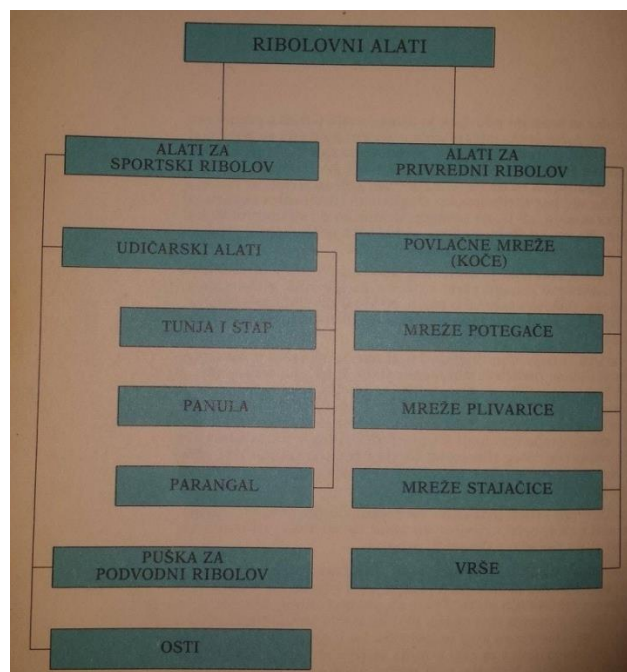 RIBOLOVNI ALATI
ALATI ZA
SPORTSKI RIBOLOV
UDIČARSKI ALATI
TUNJA I ŠTAP
PANULA
PARANGAL
PUŠKA ZA
PODVODNI RIBOLOV
OSTI
ALATI ZA
PRIVREDNI RIBOLOV
POVLAČNE MREŽE
(KOČE)
MREŽE POTEGAČE
MREŽE PLIVARICE
MREŽE STAJAĆICE
VRŠE